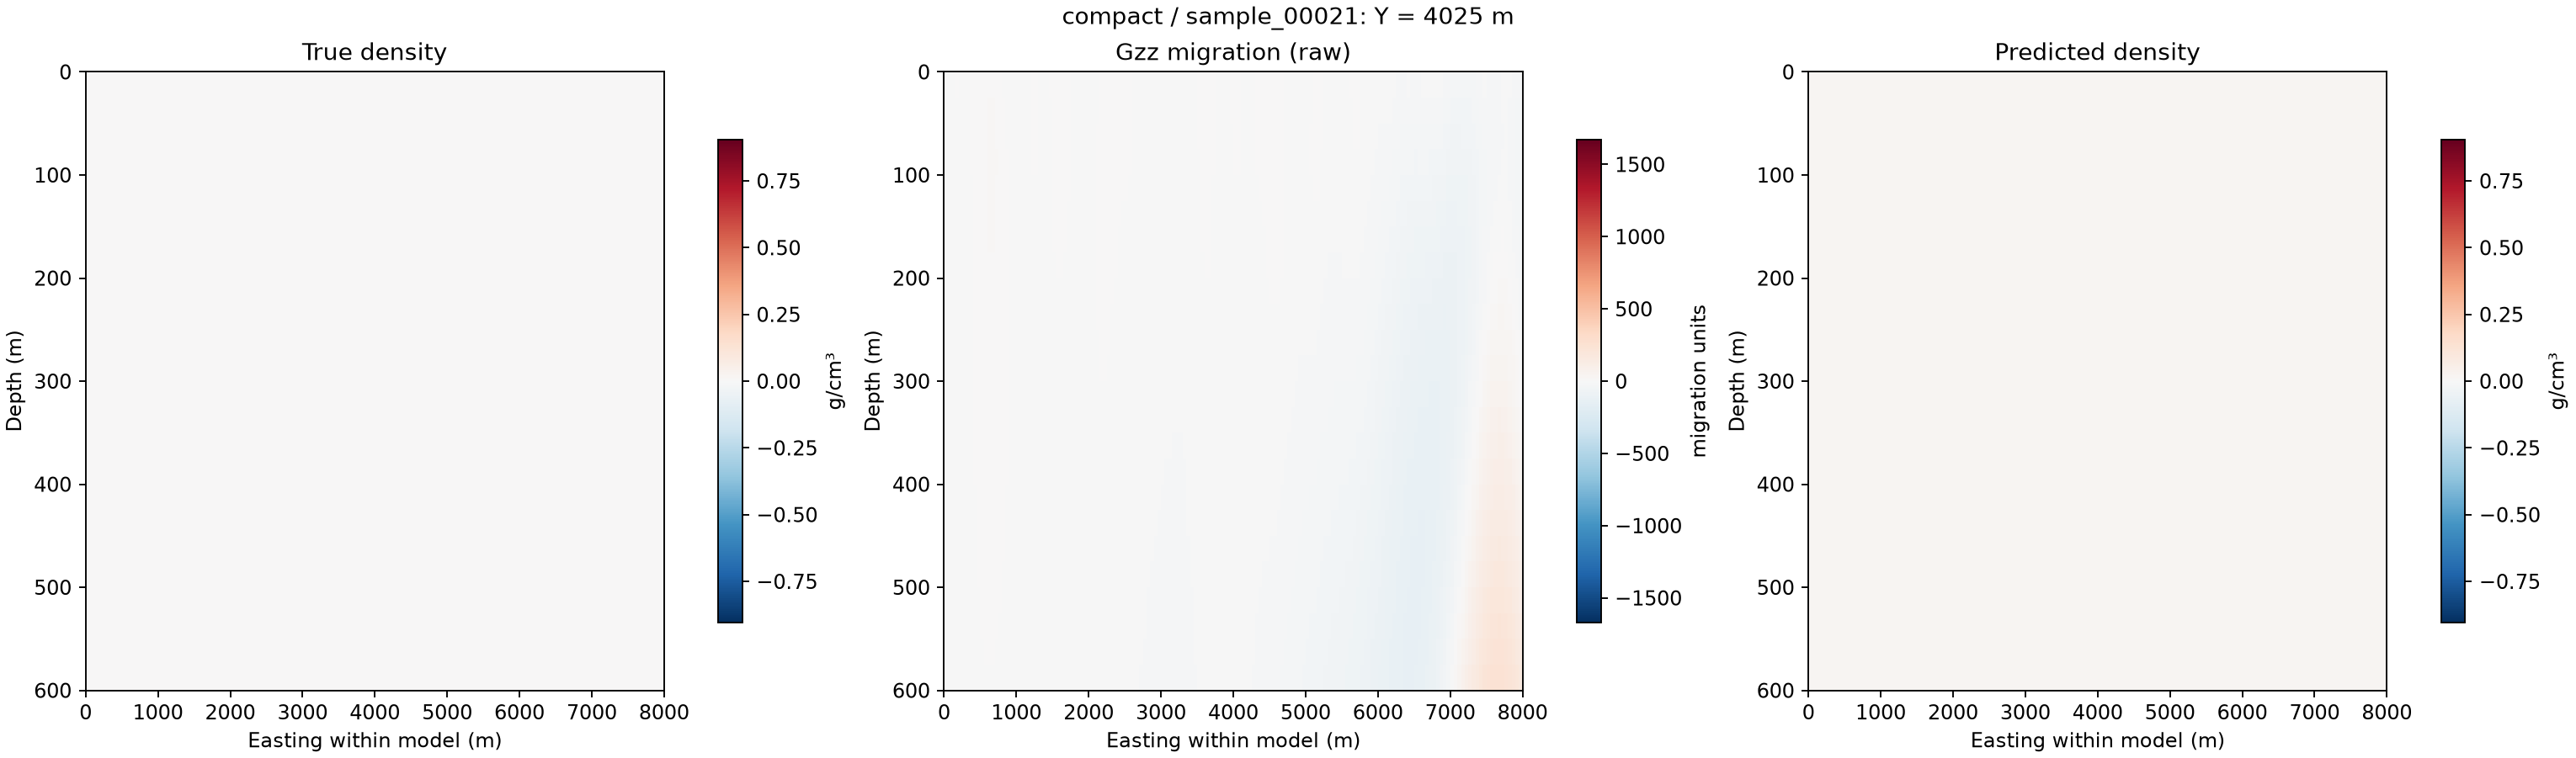 compact / sample_00021: Y = 4025 m
True density
0
100
200
300
400
500
600
Depth (m)
0 1000 2000 3000 4000 5000 6000 7000 8000
Easting within model (m)
0.75
0.50
0.25
0.00
−0.25
−0.50
−0.75
g/cm³
Gzz migration (raw)
0
100
200
300
400
500
600
Depth (m)
0 1000 2000 3000 4000 5000 6000 7000 8000
Easting within model (m)
1500
1000
500
0
−500
−1000
−1500
migration units
Predicted density
0
100
200
300
400
500
600
Depth (m)
0 1000 2000 3000 4000 5000 6000 7000 8000
Easting within model (m)
0.75
0.50
0.25
0.00
−0.25
−0.50
−0.75
g/cm³